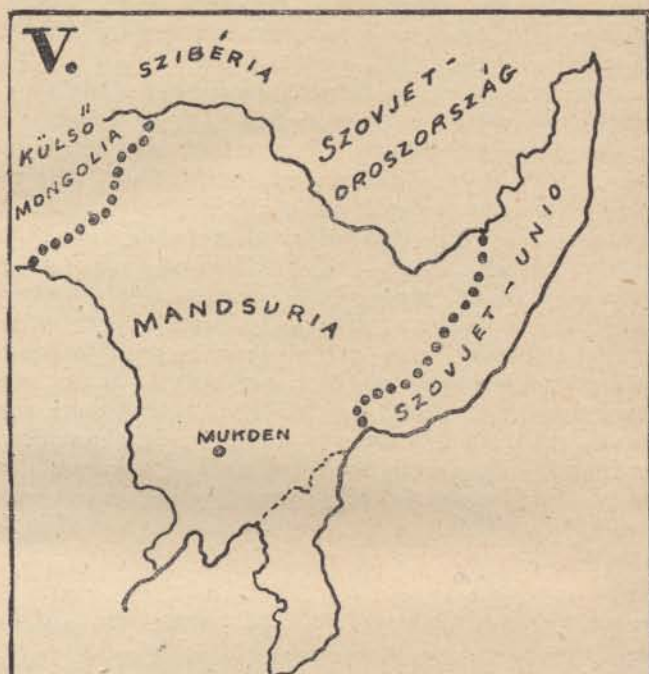 V.
SZIBÉRIA
KÜLSŐ
MONGOLIA
SZOVJET-
OROSZORSZÁG
MANDSURIA
SZOVJET-UNIO
MUKDEN